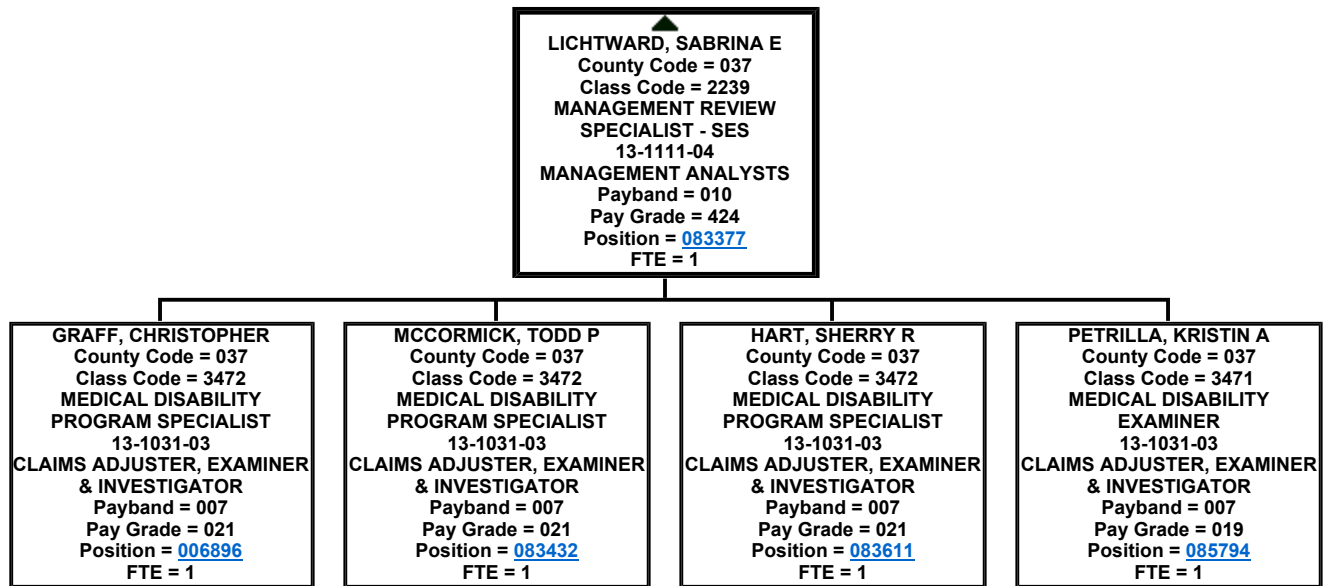 LICHTWARD, SABRINA E
County Code = 037
Class Code = 2239
MANAGEMENT REVIEW
SPECIALIST - SES
13-1111-04
MANAGEMENT ANALYSTS
Payband = 010
Pay Grade = 424
Position = 083377
FTE = 1
GRAFF, CHRISTOPHER
County Code = 037
Class Code = 3472
MEDICAL DISABILITY
PROGRAM SPECIALIST
13-1031-03
CLAIMS ADJUSTER, EXAMINER
& INVESTIGATOR
Payband = 007
Pay Grade = 021
Position = 006896
FTE = 1
MCCORMICK, TODD P
County Code = 037
Class Code = 3472
MEDICAL DISABILITY
PROGRAM SPECIALIST
13-1031-03
CLAIMS ADJUSTER, EXAMINER
& INVESTIGATOR
Payband = 007
Pay Grade = 021
Position = 083432
FTE = 1
HART, SHERRY R
County Code = 037
Class Code = 3472
MEDICAL DISABILITY
PROGRAM SPECIALIST
13-1031-03
CLAIMS ADJUSTER, EXAMINER
& INVESTIGATOR
Payband = 007
Pay Grade = 021
Position = 083611
FTE = 1
PETRILLA, KRISTIN A
County Code = 037
Class Code = 3471
MEDICAL DISABILITY
EXAMINER
13-1031-03
CLAIMS ADJUSTER, EXAMINER
& INVESTIGATOR
Payband = 007
Pay Grade = 019
Position = 085794
FTE = 1